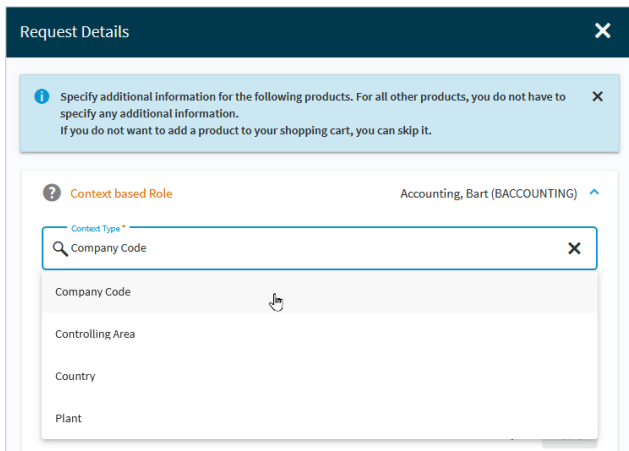 Request Details
Specify additional information for the following products. For all other products, you do not have to
specify any additional information.
If you do not want to add a product to your shopping cart, you can skip it.
Context based Role
Accounting, Bart (BACCOUNTING)
Context Type *
Company Code
Company Code
Controlling Area
Country
Plant